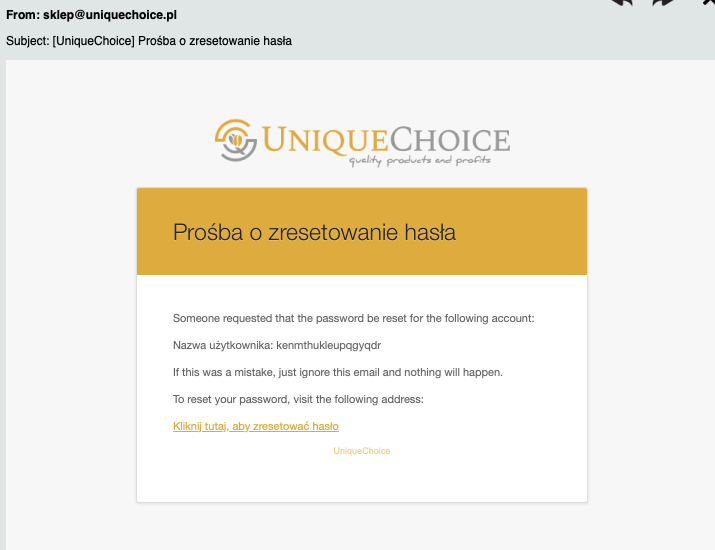 From: sklep@uniquechoice.pl
Subject: [UniqueChoice] Prośba o zresetowanie hasła
UNIQUECHOICE
quality products and profits
Prośba o zresetowanie hasła
Someone requested that the password be reset for the following account:
Nazwa użytkownika: kenmthukleupqgyqdr
If this was a mistake, just ignore this email and nothing will happen.
To reset your password, visit the following address:
Kliknij tutaj, aby zresetować hasło
UniqueChoice